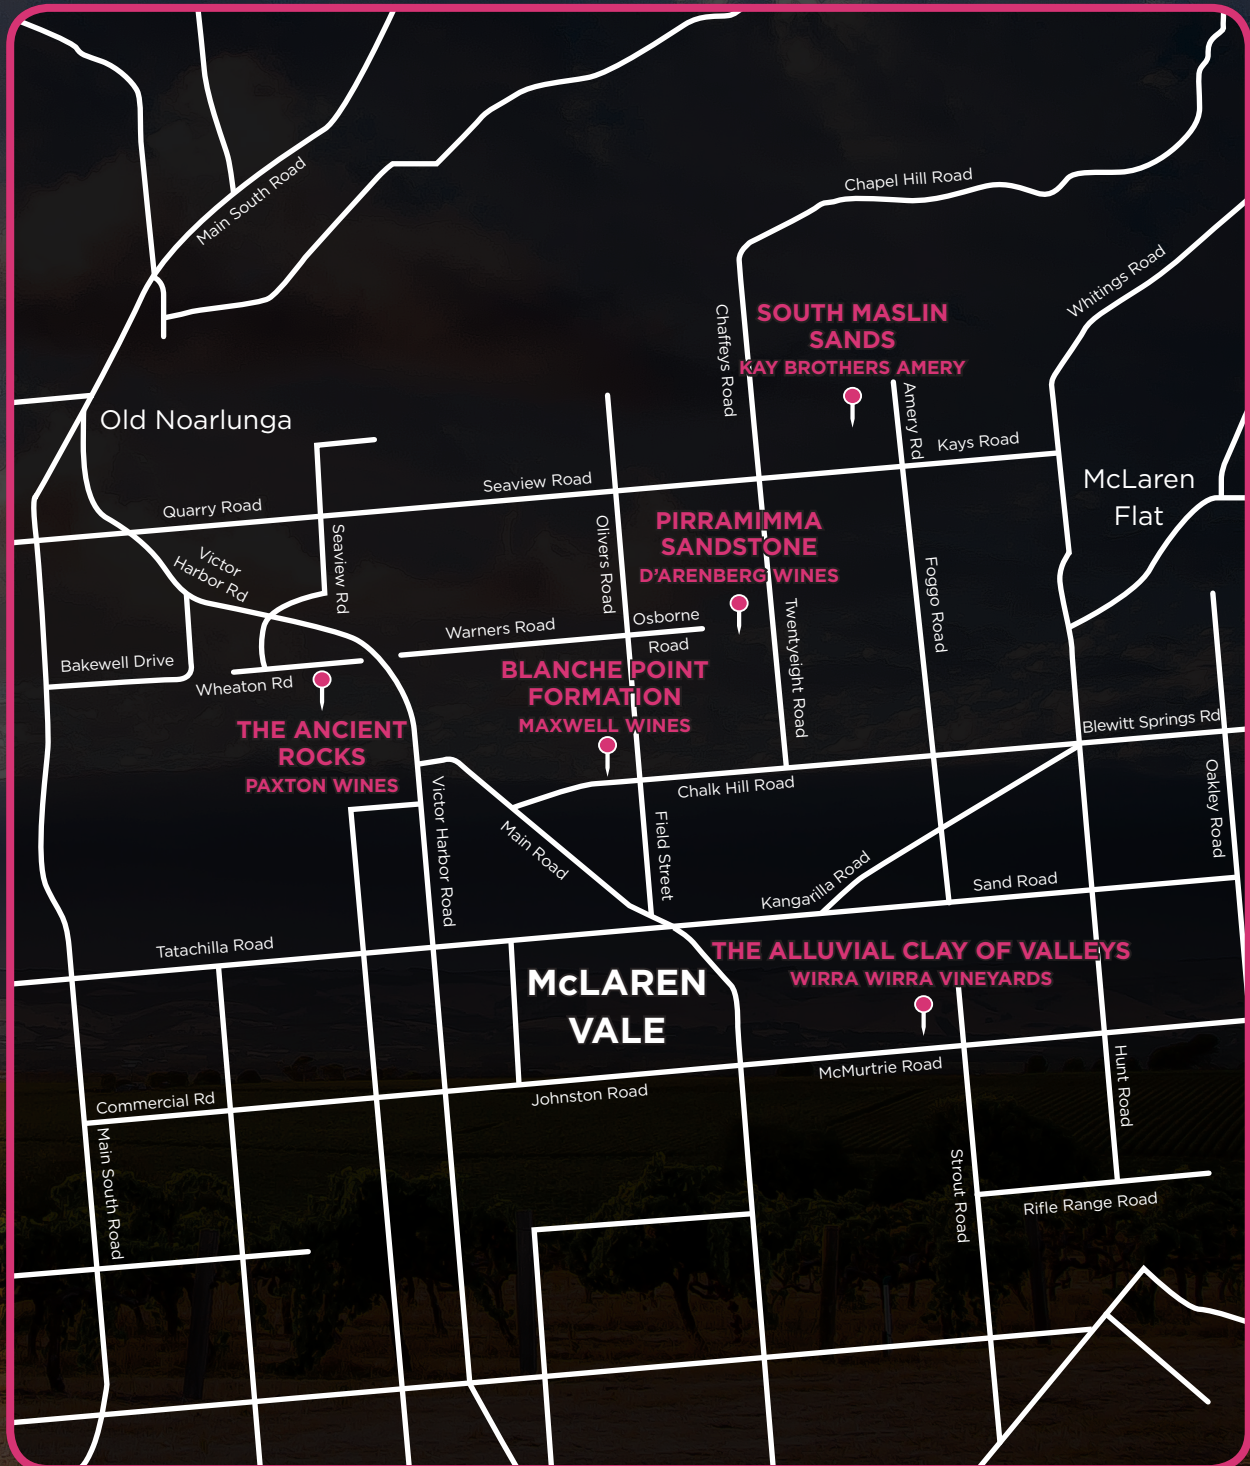 Main South Road
Chapel Hill Road
Whitings Road
Chaffeys Road
SOUTH MASLIN
SANDS
KAY BROTHERS AMERY
Amery Rd
Kays Road
Old Noarlunga
McLaren
Flat
Seaview Road
Quarry Road
Seaview Rd
Victor
Harbor Rd
Olivers Road
PIRRAMIMMA
SANDSTONE
D'ARENBERG WINES
Foggo Road
Twentyeight Road
Warners Road
Osborne
Road
Bakewell Drive
Wheaton Rd
BLANCHE POINT
FORMATION
MAXWELL WINES
THE ANCIENT
ROCKS
PAXTON WINES
Blewitt Springs Rd
Oakley Road
Chalk Hill Road
Victor Harbor Road
Main Road
Field Street
Kangarilla Road
Sand Road
Tatachilla Road
THE ALLUVIAL CLAY OF VALLEYS
WIRRA WIRRA VINEYARDS
McLAREN
VALE
McMurtrie Road
Hunt Road
Johnston Road
Commercial Rd
Main South Road
Strout Road
Rifle Range Road